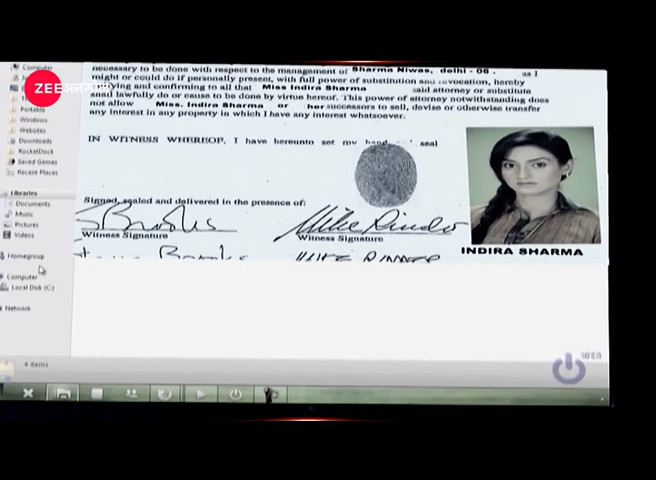 necessary to be done with respect to the management of Sharma Niwas, delhi - 06 . as I
might or could do if personally present, with full power of substitution and revocation, hereby
ifying and confirming to all that Miss Indira Sharma said attorney or substitute
shall lawfully do or cause to be done by virtue hereof. This power of attorney notwithstanding does
not allow Miss. Indira Sharma or her successors to sell, devise or otherwise transfer
any interest in any property in which I have any interest whatsoever.
IN WITNESS WHEREOF, I have hereunto set my hand seal
Signed, sealed and delivered in the presence of:
Witness Signature
Witness Signature
INDIRA SHARMA
ZEE अनमोल
Computer
Portable
Windows
Websites
Downloads
RocketDock
Saved Games
Recent Places
Libraries
Documents
Music
Pictures
Videos
Homegroup
Computer
Local Disk (C:)
Network
4 items
WEB